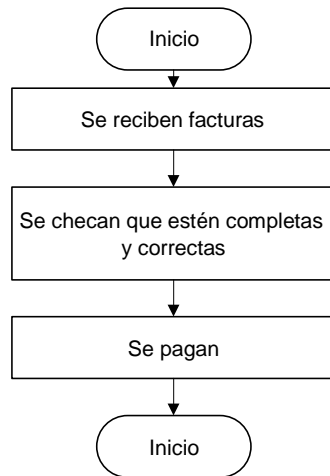 Inicio
Se reciben facturas
Se checan que estén completas
y correctas
Se pagan
Inicio